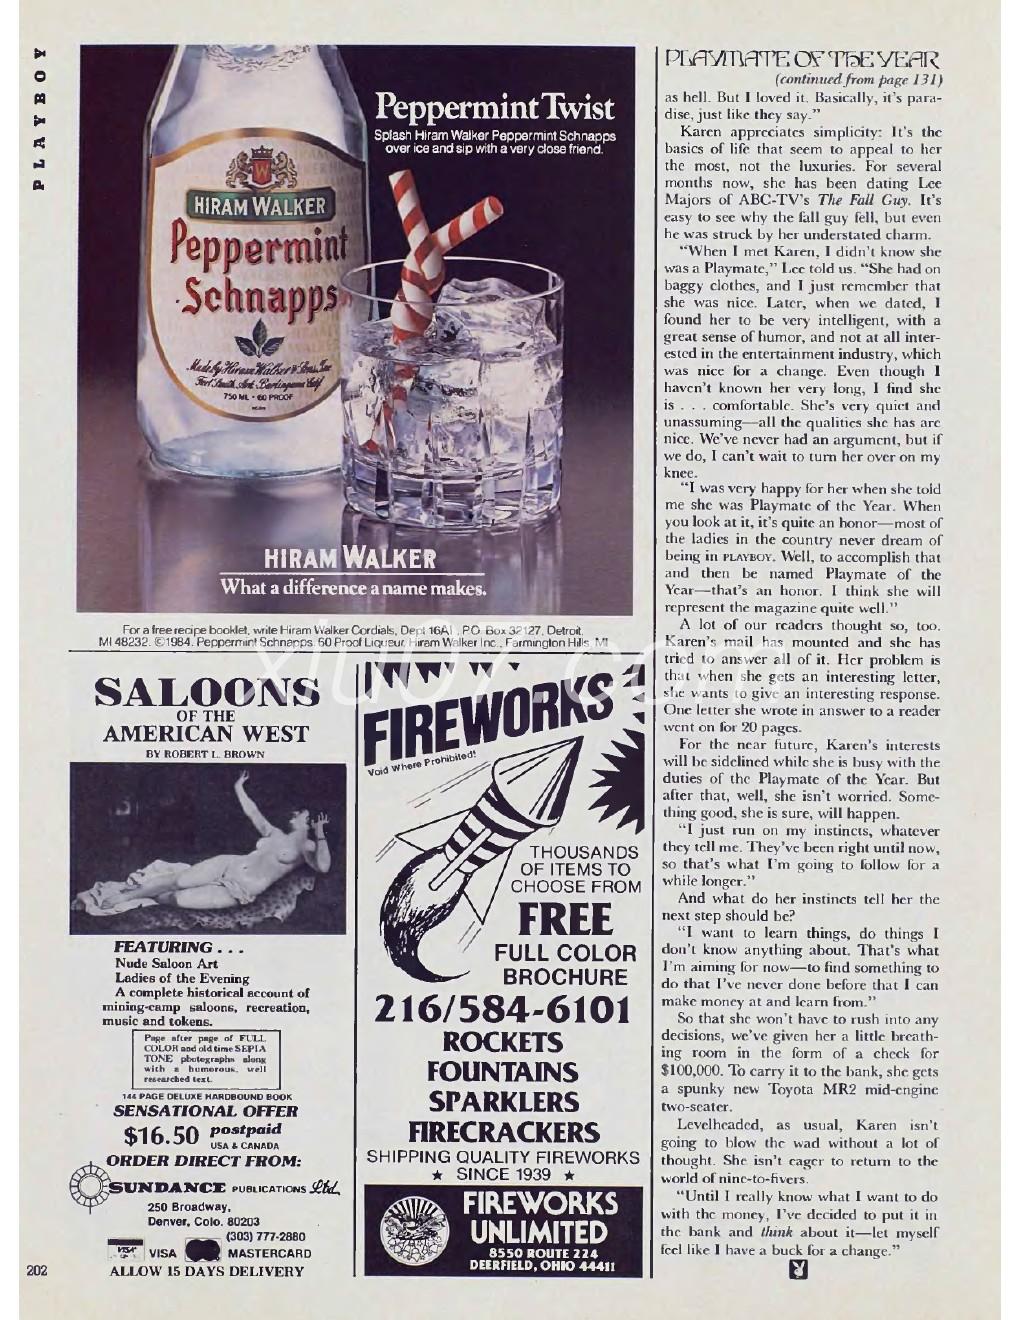 PLAYBOY
Peppermint Twist
Splash Hiram Walker Peppermint Schnapps
over ice and sip with a very close friend.
W
HIRAM WALKER
Peppermint
Schnapps
Made by Hiram Walker & Sons, Inc.
Fort Smith, Ark · Burlingame, Calif
750 ML • 60 PROOF
HIRAM WALKER
What a difference a name makes.
For a free recipe booklet, write Hiram Walker Cordials, Dept 16AL, P.O. Box 32127, Detroit,
MI 48232. ©1984. Peppermint Schnapps. 60 Proof Liqueur. Hiram Walker Inc., Farmington Hills, MI
xiu07.com
SALOONS
OF THE
AMERICAN WEST
BY ROBERT L. BROWN
FEATURING . . .
Nude Saloon Art
Ladies of the Evening
A complete historical account of
mining-camp saloons, recreation,
music and tokens.
Page after page of FULL
COLOR and old time SEPIA
TONE photographs along
with a humorous, well
researched text.
144 PAGE DELUXE HARDBOUND BOOK
SENSATIONAL OFFER
$16.50 postpaid
USA & CANADA
ORDER DIRECT FROM:
SUNDANCE PUBLICATIONS Ltd.
250 Broadway,
Denver, Colo. 80203
(303) 777-2880
VISA VISA MASTERCARD
ALLOW 15 DAYS DELIVERY
202
FIREWORKS
Void Where Prohibited!
THOUSANDS
OF ITEMS TO
CHOOSE FROM
FREE
FULL COLOR
BROCHURE
216/584-6101
ROCKETS
FOUNTAINS
SPARKLERS
FIRECRACKERS
SHIPPING QUALITY FIREWORKS
★ SINCE 1939 ★
FIREWORKS
UNLIMITED
8550 ROUTE 224
DEERFIELD, OHIO 44411
PLAYMATE OF THE YEAR
(continued from page 131)
as hell. But I loved it. Basically, it's para-
dise, just like they say."
Karen appreciates simplicity: It's the
basics of life that seem to appeal to her
the most, not the luxuries. For several
months now, she has been dating Lee
Majors of ABC-TV's The Fall Guy. It's
easy to see why the fall guy fell, but even
he was struck by her understated charm.
"When I met Karen, I didn't know she
was a Playmate," Lee told us. "She had on
baggy clothes, and I just remember that
she was nice. Later, when we dated, I
found her to be very intelligent, with a
great sense of humor, and not at all inter-
ested in the entertainment industry, which
was nice for a change. Even though I
haven't known her very long, I find she
is . . . comfortable. She's very quiet and
unassuming—all the qualities she has are
nice. We've never had an argument, but if
we do, I can't wait to turn her over on my
knee.
"I was very happy for her when she told
me she was Playmate of the Year. When
you look at it, it's quite an honor—most of
the ladies in the country never dream of
being in PLAYBOY. Well, to accomplish that
and then be named Playmate of the
Year—that's an honor. I think she will
represent the magazine quite well."
A lot of our readers thought so, too.
Karen's mail has mounted and she has
tried to answer all of it. Her problem is
that when she gets an interesting letter,
she wants to give an interesting response.
One letter she wrote in answer to a reader
went on for 20 pages.
For the near future, Karen's interests
will be sidelined while she is busy with the
duties of the Playmate of the Year. But
after that, well, she isn't worried. Some-
thing good, she is sure, will happen.
"I just run on my instincts, whatever
they tell me. They've been right until now,
so that's what I'm going to follow for a
while longer."
And what do her instincts tell her the
next step should be?
"I want to learn things, do things I
don't know anything about. That's what
I'm aiming for now—to find something to
do that I've never done before that I can
make money at and learn from."
So that she won't have to rush into any
decisions, we've given her a little breath-
ing room in the form of a check for
$100,000. To carry it to the bank, she gets
a spunky new Toyota MR2 mid-engine
two-seater.
Levelheaded, as usual, Karen isn't
going to blow the wad without a lot of
thought. She isn't eager to return to the
world of nine-to-fivers.
"Until I really know what I want to do
with the money, I've decided to put it in
the bank and think about it—let myself
feel like I have a buck for a change."